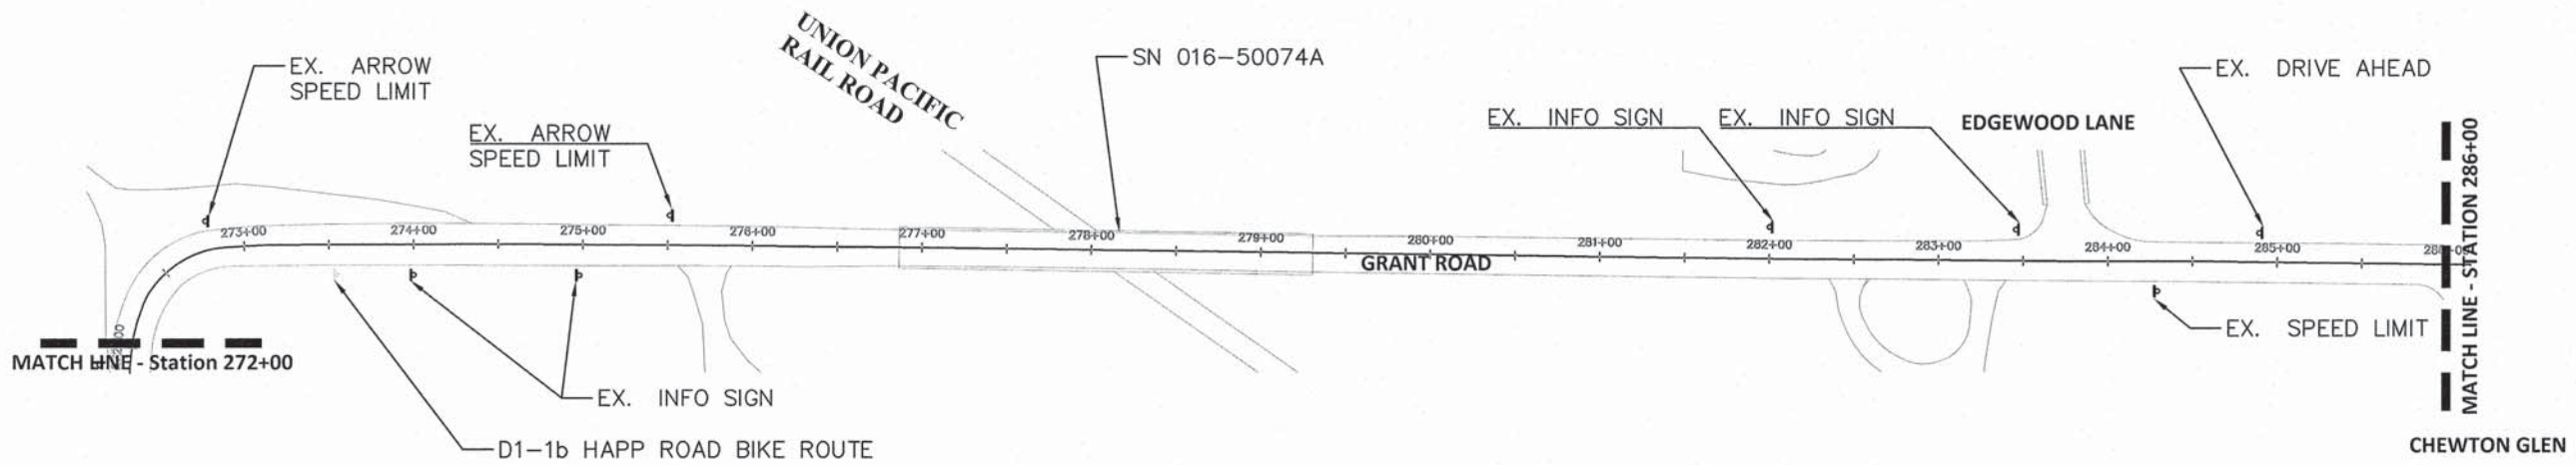 UNION PACIFIC
RAIL ROAD
SN 016-50074A
EX. ARROW
SPEED LIMIT
EX. DRIVE AHEAD
EX. INFO SIGN
EX. INFO SIGN
EDGEWOOD LANE
EX. ARROW
SPEED LIMIT
MATCH LINE - STATION 286+00
273+00
274+00
275+00
276+00
277+00
278+00
279+00
280+00
281+00
282+00
283+00
284+00
285+00
GRANT ROAD
EX. SPEED LIMIT
MATCH LINE - Station 272+00
EX. INFO SIGN
D1-1b HAPP ROAD BIKE ROUTE
CHEWTON GLEN